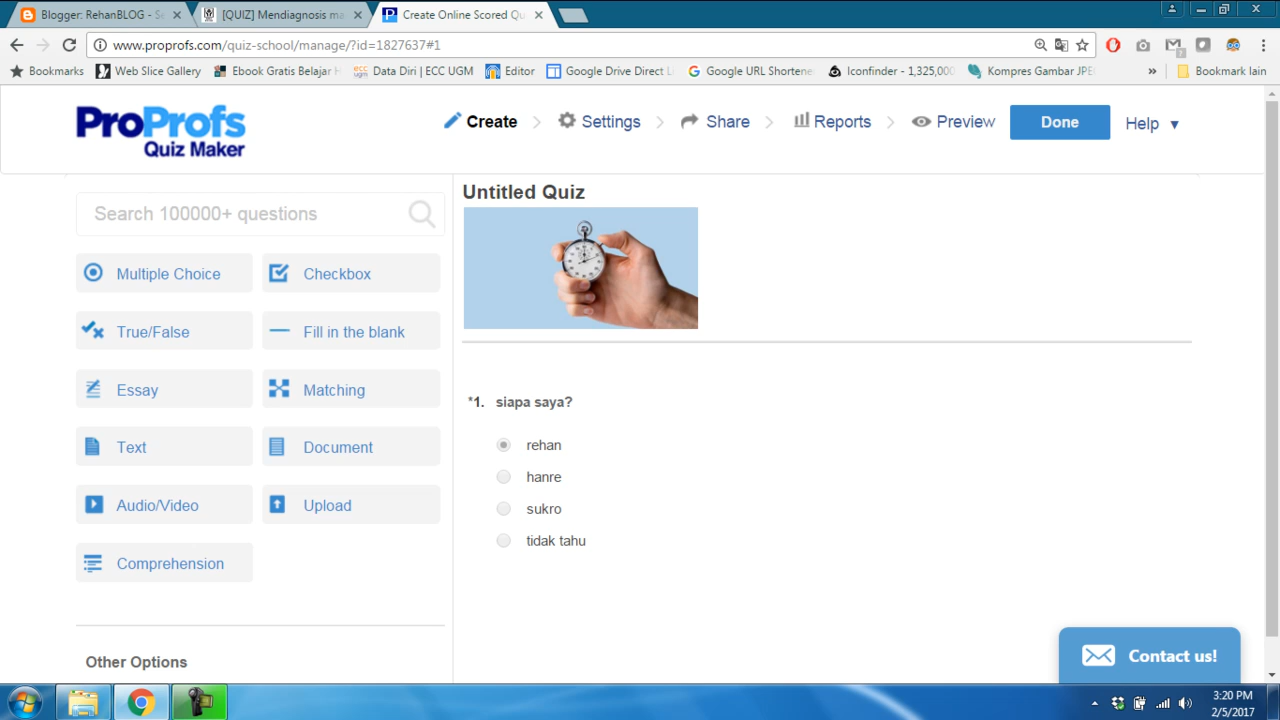 Blogger: RehanBLOG - Se
[QUIZ] Mendiagnosis ma
Create Online Scored Qu
www.proprofs.com/quiz-school/manage/?id=1827637#1
Bookmarks
Web Slice Gallery
Ebook Gratis Belajar H
Data Diri | ECC UGM
Editor
Google Drive Direct L
Google URL Shortene
Iconfinder - 1,325,000
Kompres Gambar JPE
»
Bookmark lain
ProProfs
Quiz Maker
Create
Settings
Share
Reports
Preview
Done
Help ▼
Untitled Quiz
Search 100000+ questions
Multiple Choice
Checkbox
True/False
Fill in the blank
Essay
Matching
Text
Document
Audio/Video
Upload
Comprehension
Other Options
*1. siapa saya?
rehan
hanre
sukro
tidak tahu
Contact us!
3:20 PM
2/5/2017